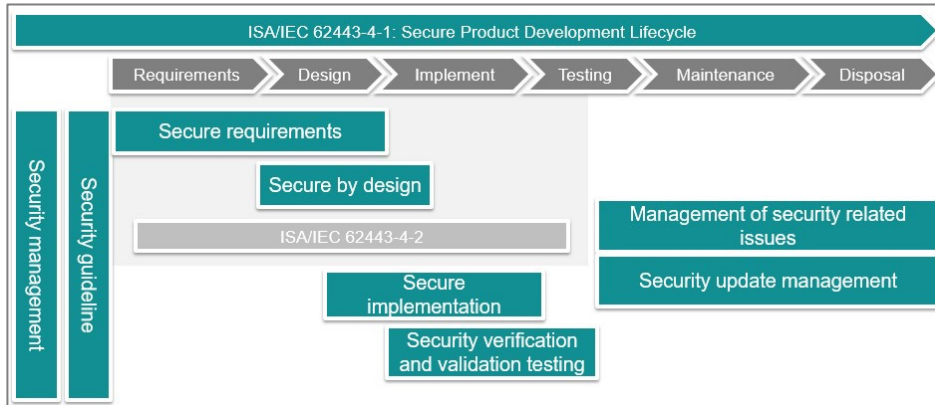 ISA/IEC 62443-4-1: Secure Product Development Lifecycle
Requirements
Design
Implement
Testing
Maintenance
Disposal
Security management
Security guideline
Secure requirements
Secure by design
ISA/IEC 62443-4-2
Management of security related
issues
Security update management
Secure
implementation
Security verification
and validation testing